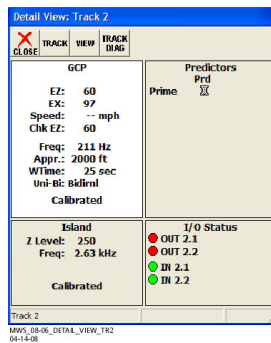 Detail View: Track 2
CLOSE
TRACK
VIEW
TRACK
DIAG
GCP
EZ: 60
EX: 97
Speed: -- mph
Chk EZ: 60
Freq: 211 Hz
Appr.: 2000 ft
WTime: 25 sec
Uni-Bi: Bidirnl
Calibrated
Predictors
Prd
Prime
Island
Z Level: 250
Freq: 2.63 kHz
Calibrated
I/O Status
OUT 2.1
OUT 2.2
IN 2.1
IN 2.2
Track 2
MWS_08-06_DETAIL_VIEW_TR2
04-14-08